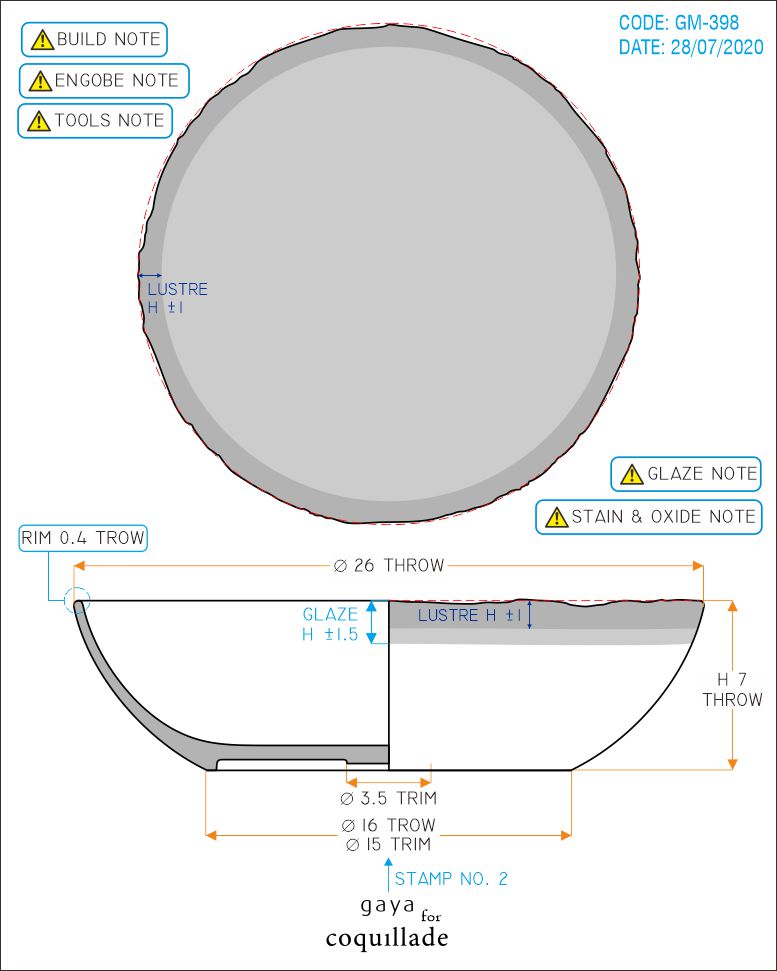 BUILD NOTE
ENGOBE NOTE
TOOLS NOTE
CODE: GM-398
DATE: 28/07/2020
LUSTRE
H ±1
GLAZE NOTE
STAIN & OXIDE NOTE
RIM 0.4 TROW
Ø 26 THROW
GLAZE
H ±1.5
LUSTRE H ±1
H 7
THROW
Ø 3.5 TRIM
Ø 16 TROW
Ø 15 TRIM
STAMP NO. 2
gaya for
coquillade